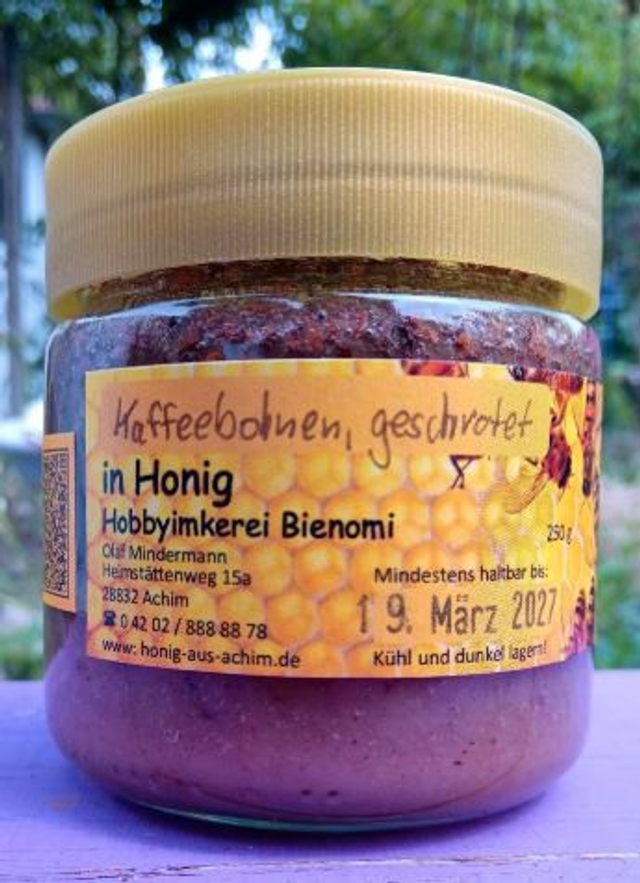 Kaffeebohnen, geschrotet
in Honig
Hobbyimkerei Bienomi
250 g
Olaf Mindermann
Heimstättenweg 15a
28832 Achim
☎ 0 42 02 / 888 88 78
www: honig-aus-achim.de
Mindestens haltbar bis:
19. März 2027
Kühl und dunkel lagern!